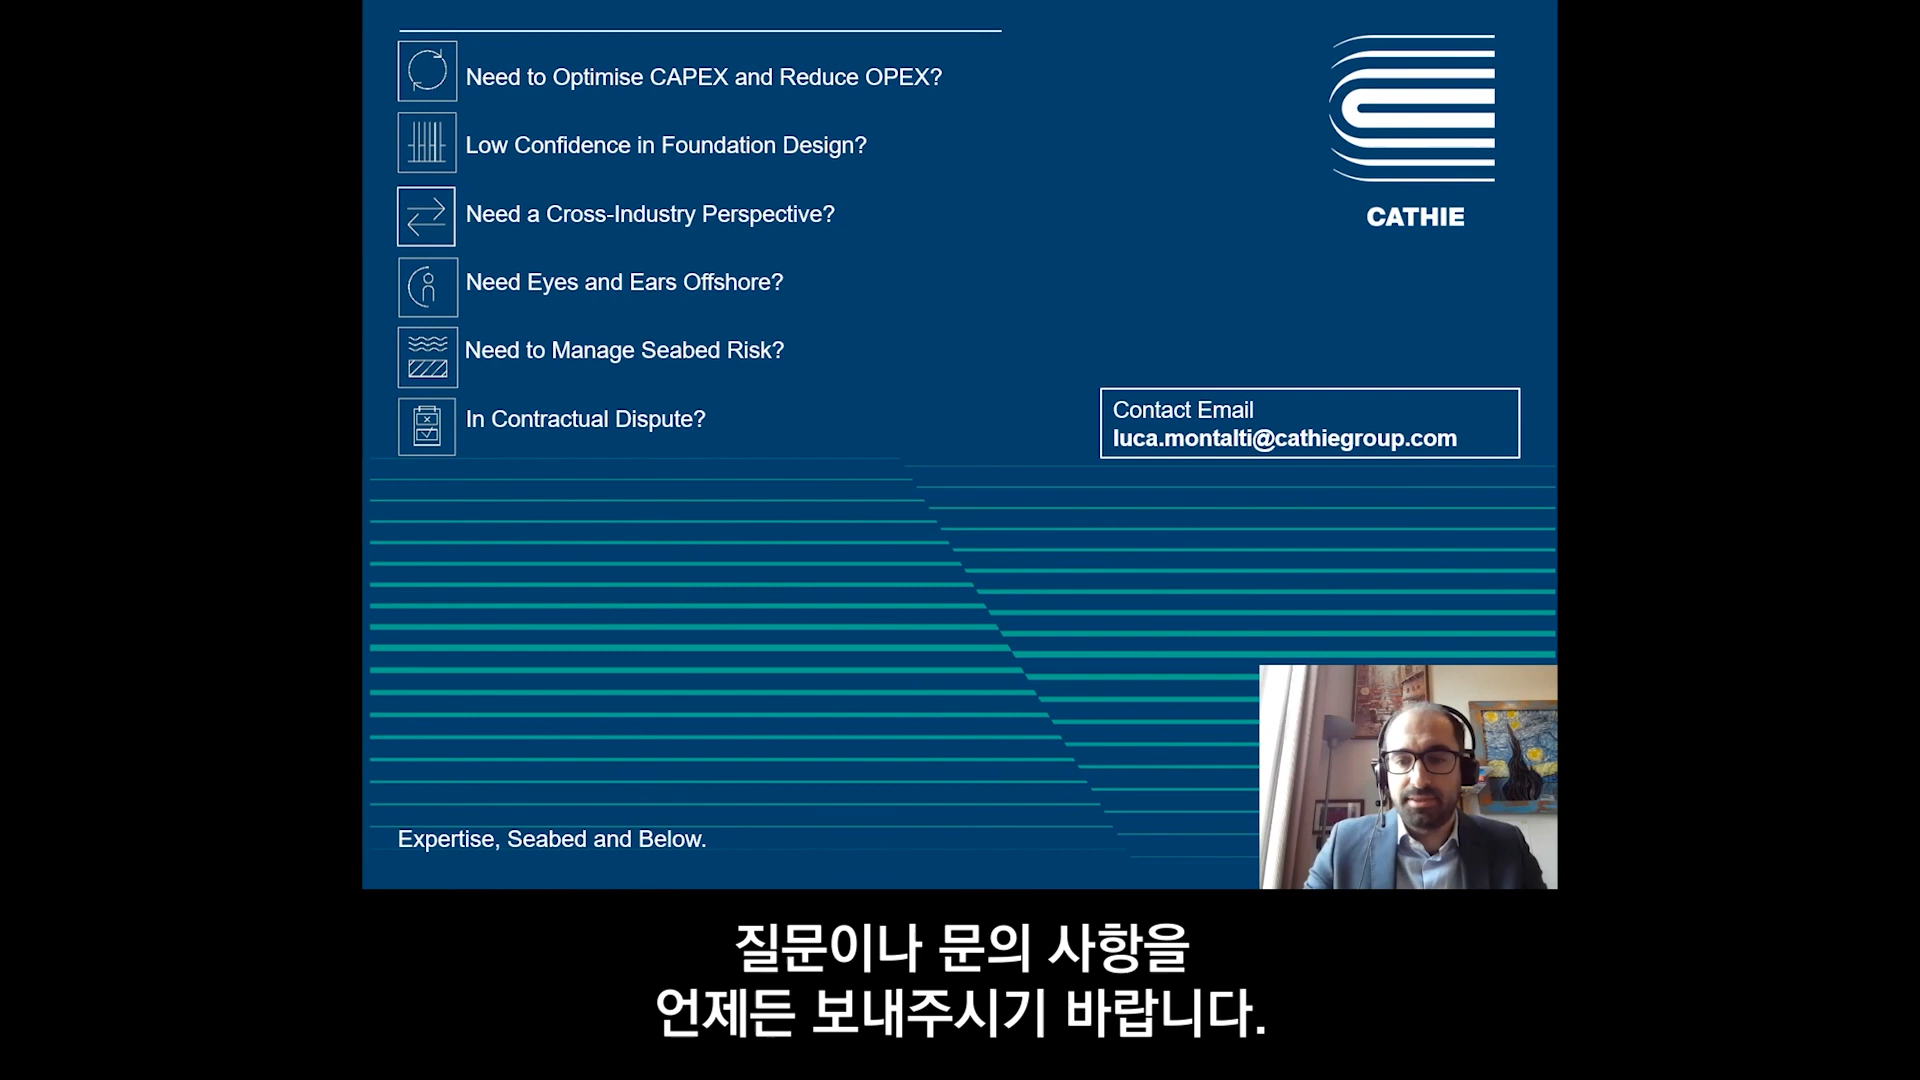 Need to Optimise CAPEX and Reduce OPEX?
Low Confidence in Foundation Design?
Need a Cross-Industry Perspective?
Need Eyes and Ears Offshore?
Need to Manage Seabed Risk?
In Contractual Dispute?
CATHIE
Contact Email
luca.montalti@cathiegroup.com
Expertise, Seabed and Below.
질문이나 문의 사항을
언제든 보내주시기 바랍니다.